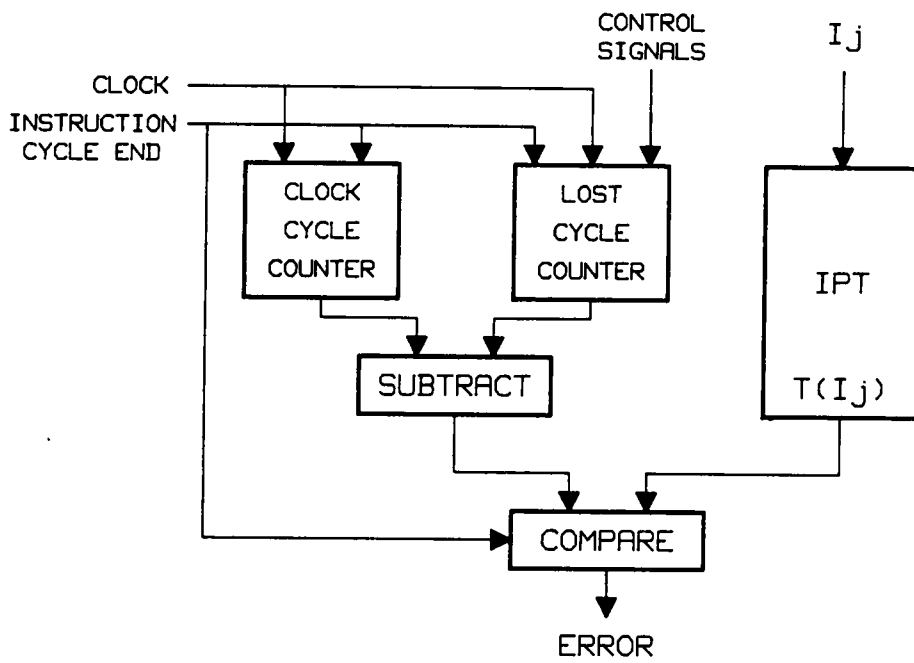 CONTROL
SIGNALS
Ij
CLOCK
INSTRUCTION
CYCLE END
CLOCK
CYCLE
COUNTER
LOST
CYCLE
COUNTER
IPT
T(Ij)
SUBTRACT
COMPARE
ERROR